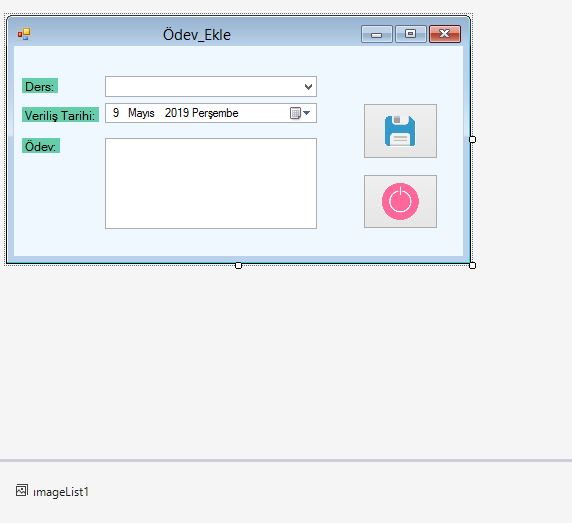 Ödev_Ekle
Ders:
Veriliş Tarihi:
9 Mayıs 2019 Perşembe
Ödev:
ımageList1